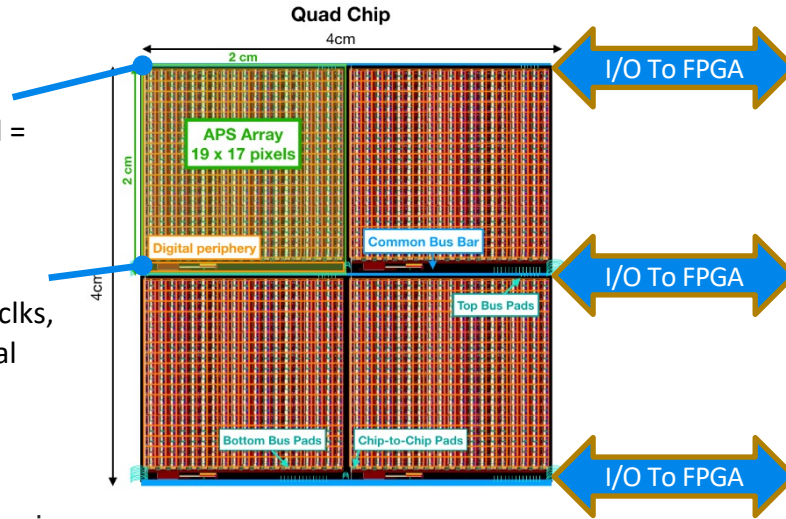 Quad Chip
4cm
2 cm
I/O To FPGA
=
APS Array
19 x 17 pixels
2 cm
Digital periphery
Common Bus Bar
I/O To FPGA
4cm
Top Bus Pads
clks,
Bottom Bus Pads
Chip-to-Chip Pads
I/O To FPGA